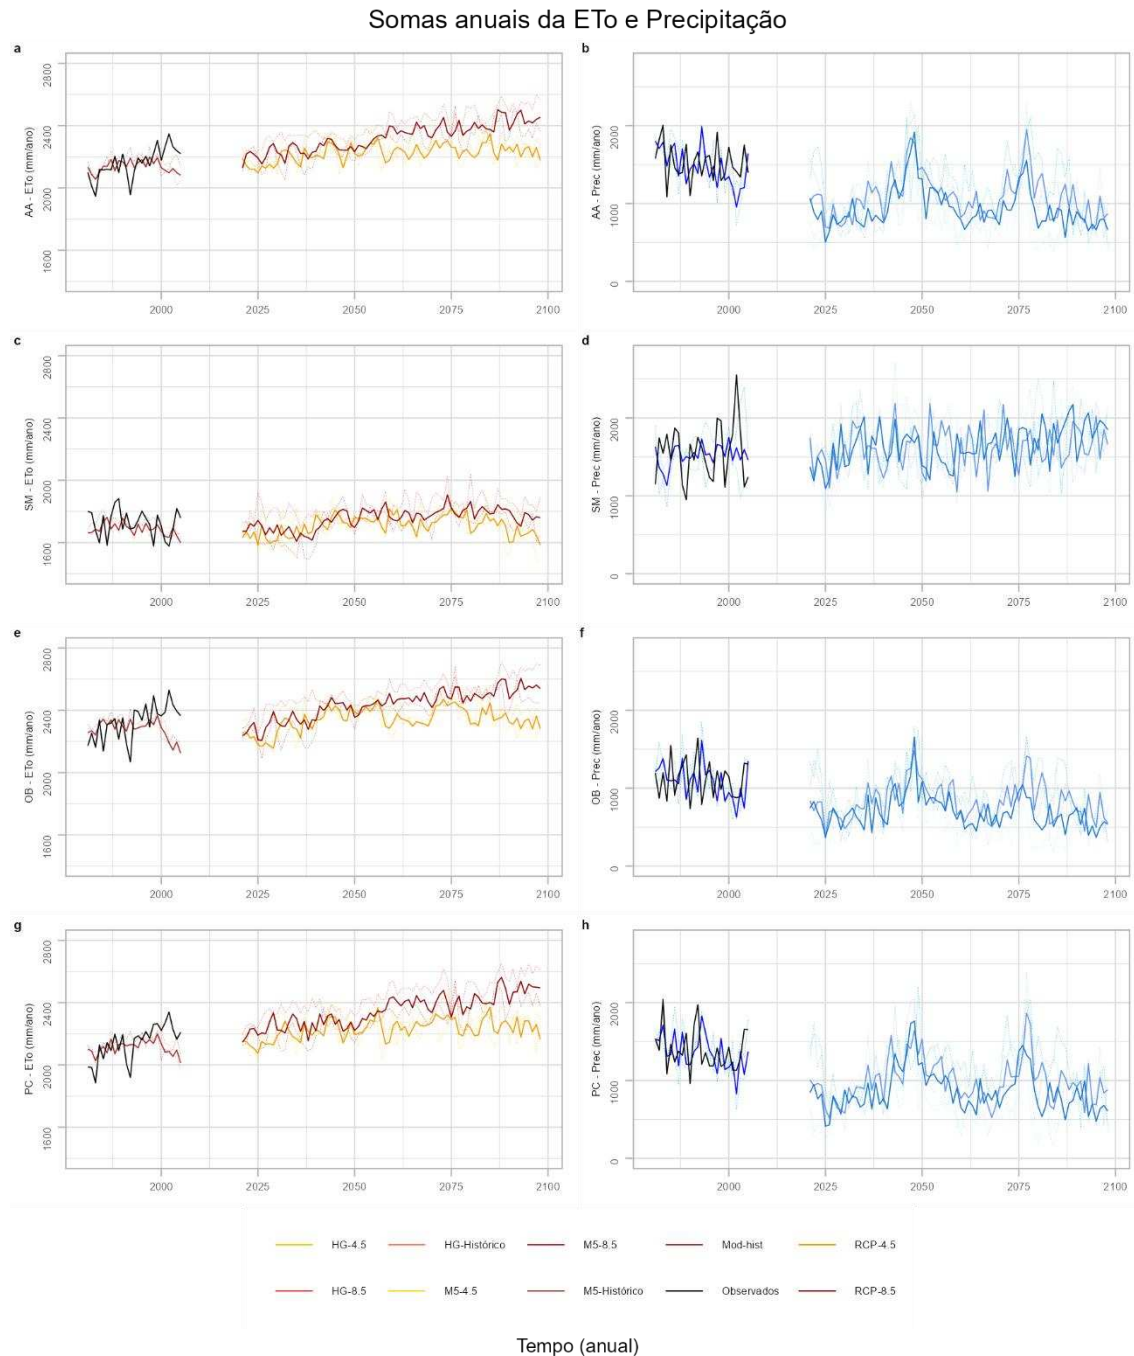 Somas anuais da ETo e Precipitação
a
b
2800
2400
2000
1600
AA - ETo (mm/ano)
2000 2025 2050 2075 2100
2000
1000
0
AA - Prec (mm/ano)
2000 2025 2050 2075 2100
c
d
2800
2400
2000
1600
SM - ETo (mm/ano)
2000 2025 2050 2075 2100
2000
1000
0
SM - Prec (mm/ano)
2000 2025 2050 2075 2100
e
f
2800
2400
2000
1600
OB - ETo (mm/ano)
2000 2025 2050 2075 2100
2000
1000
0
OB - Prec (mm/ano)
2000 2025 2050 2075 2100
g
h
2800
2400
2000
1600
PC - ETo (mm/ano)
2000 2025 2050 2075 2100
2000
1000
0
PC - Prec (mm/ano)
2000 2025 2050 2075 2100
HG-4.5 HG-Histórico M5-8.5 Mod-hist RCP-4.5
HG-8.5 M5-4.5 M5-Histórico Observados RCP-8.5
Tempo (anual)